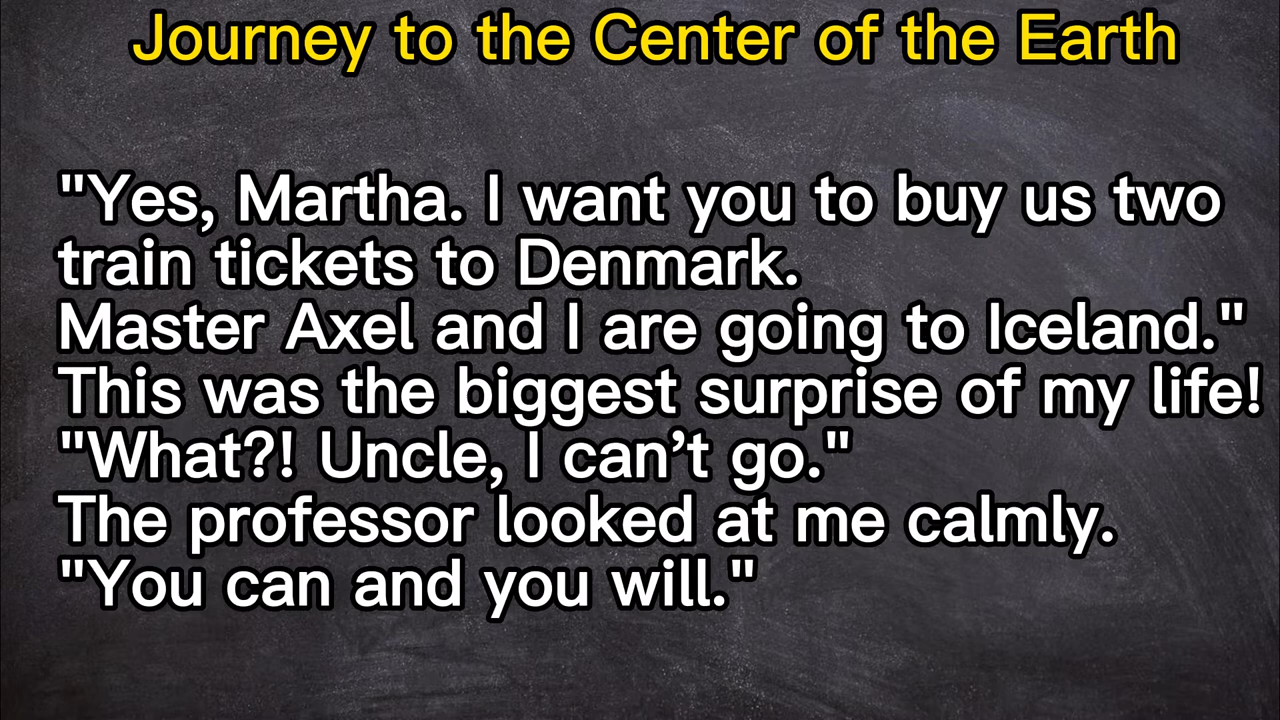 Journey to the Center of the Earth
"Yes, Martha. I want you to buy us two
train tickets to Denmark.
Master Axel and I are going to Iceland."
This was the biggest surprise of my life!
"What?! Uncle, I can’t go."
The professor looked at me calmly.
"You can and you will."